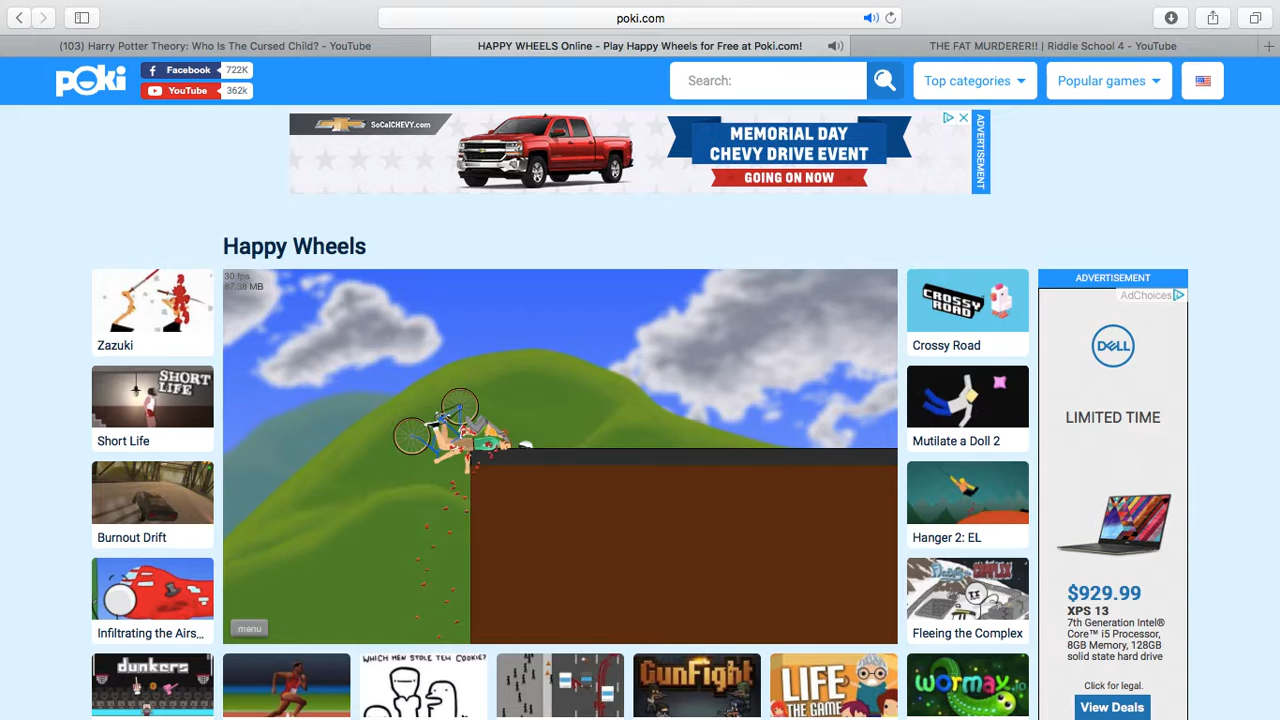 poki.com
(103) Harry Potter Theory: Who Is The Cursed Child? - YouTube
HAPPY WHEELS Online - Play Happy Wheels for Free at Poki.com!
THE FAT MURDERER!! | Riddle School 4 - YouTube
POKI
Facebook 722K
YouTube 362k
Search:
Top categories
Popular games
SoCalCHEVY.com
MEMORIAL DAY
CHEVY DRIVE EVENT
GOING ON NOW
ADVERTISEMENT
Happy Wheels
30 fps
87.38 MB
menu
Zazuki
SHORT
LIFE
Short Life
Burnout Drift
Infiltrating the Airs...
CROSSY
ROAD
Crossy Road
Mutilate a Doll 2
Hanger 2: EL
Fleeing the Complex
ADVERTISEMENT
AdChoices
DELL
LIMITED TIME
$929.99
XPS 13
7th Generation Intel®
Core™ i5 Processor,
8GB Memory, 128GB
solid state hard drive
Click for legal.
View Deals
dunkers
WHICH MEN STOLE TEH COOKIE?
GUNFIGHT
LIFE
THE GAME
wormax.io